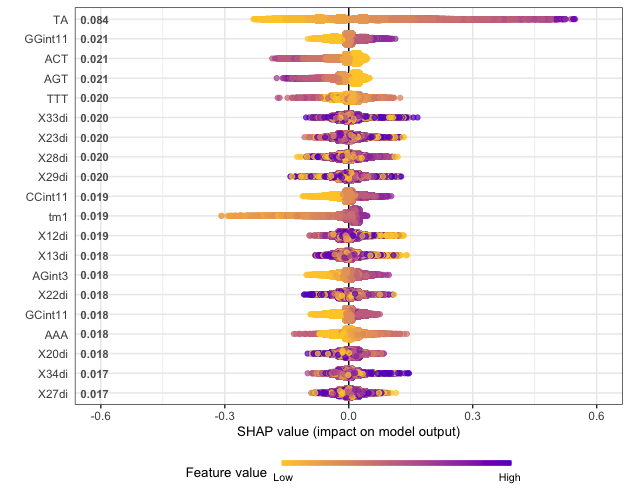 TA 0.084
GGint11 0.021
ACT 0.021
AGT 0.021
TTT 0.020
X33di 0.020
X23di 0.020
X28di 0.020
X29di 0.020
CCint11 0.019
tm1 0.019
X12di 0.019
X13di 0.018
AGint3 0.018
X22di 0.018
GCint11 0.018
AAA 0.018
X20di 0.018
X34di 0.017
X27di 0.017
-0.6 -0.3 0.0 0.3 0.6
SHAP value (impact on model output)
Feature value
Low High